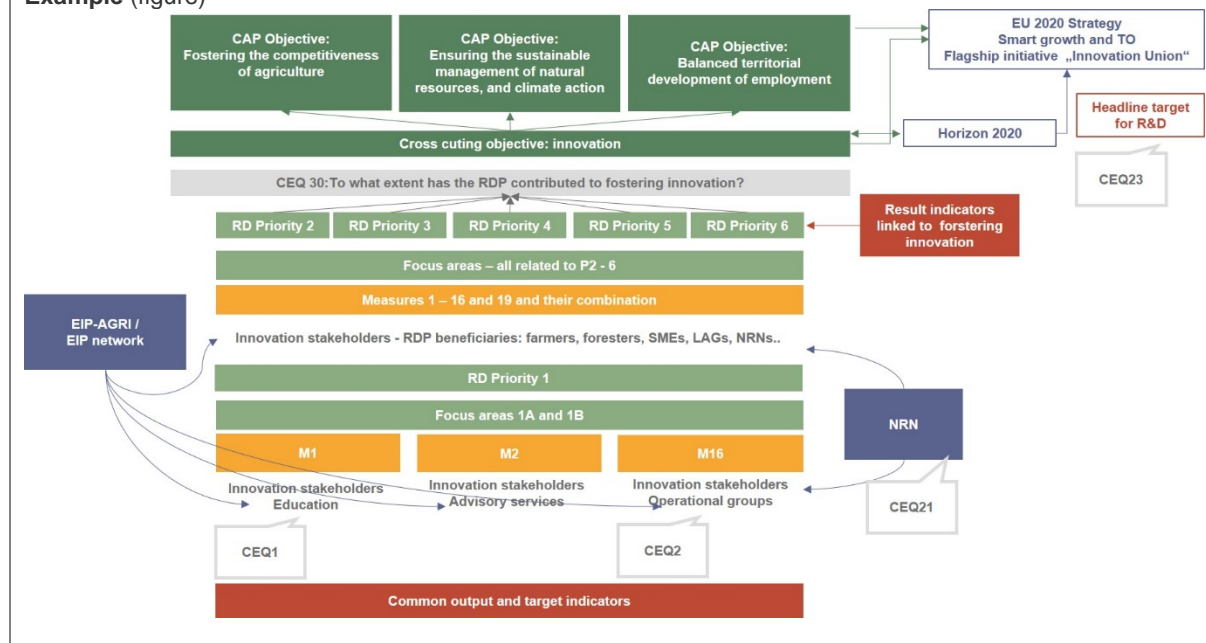 Example (figure)
CAP Objective:
Fostering the competitiveness
of agriculture
CAP Objective:
Ensuring the sustainable
management of natural
resources, and climate action
CAP Objective:
Balanced territorial
development of employment
EU 2020 Strategy
Smart growth and TO
Flagship initiative „Innovation Union“
Headline target
for R&D
Cross cuting objective: innovation
Horizon 2020
CEQ23
CEQ 30:To what extent has the RDP contributed to fostering innovation?
RD Priority 2
RD Priority 3
RD Priority 4
RD Priority 5
RD Priority 6
Result indicators
linked to forstering
innovation
Focus areas – all related to P2 - 6
Measures 1 – 16 and 19 and their combination
EIP-AGRI /
EIP network
Innovation stakeholders - RDP beneficiaries: farmers, foresters, SMEs, LAGs, NRNs..
RD Priority 1
Focus areas 1A and 1B
NRN
M1
M2
M16
Innovation stakeholders
Education
Innovation stakeholders
Advisory services
Innovation stakeholders
Operational groups
CEQ21
CEQ1
CEQ2
Common output and target indicators